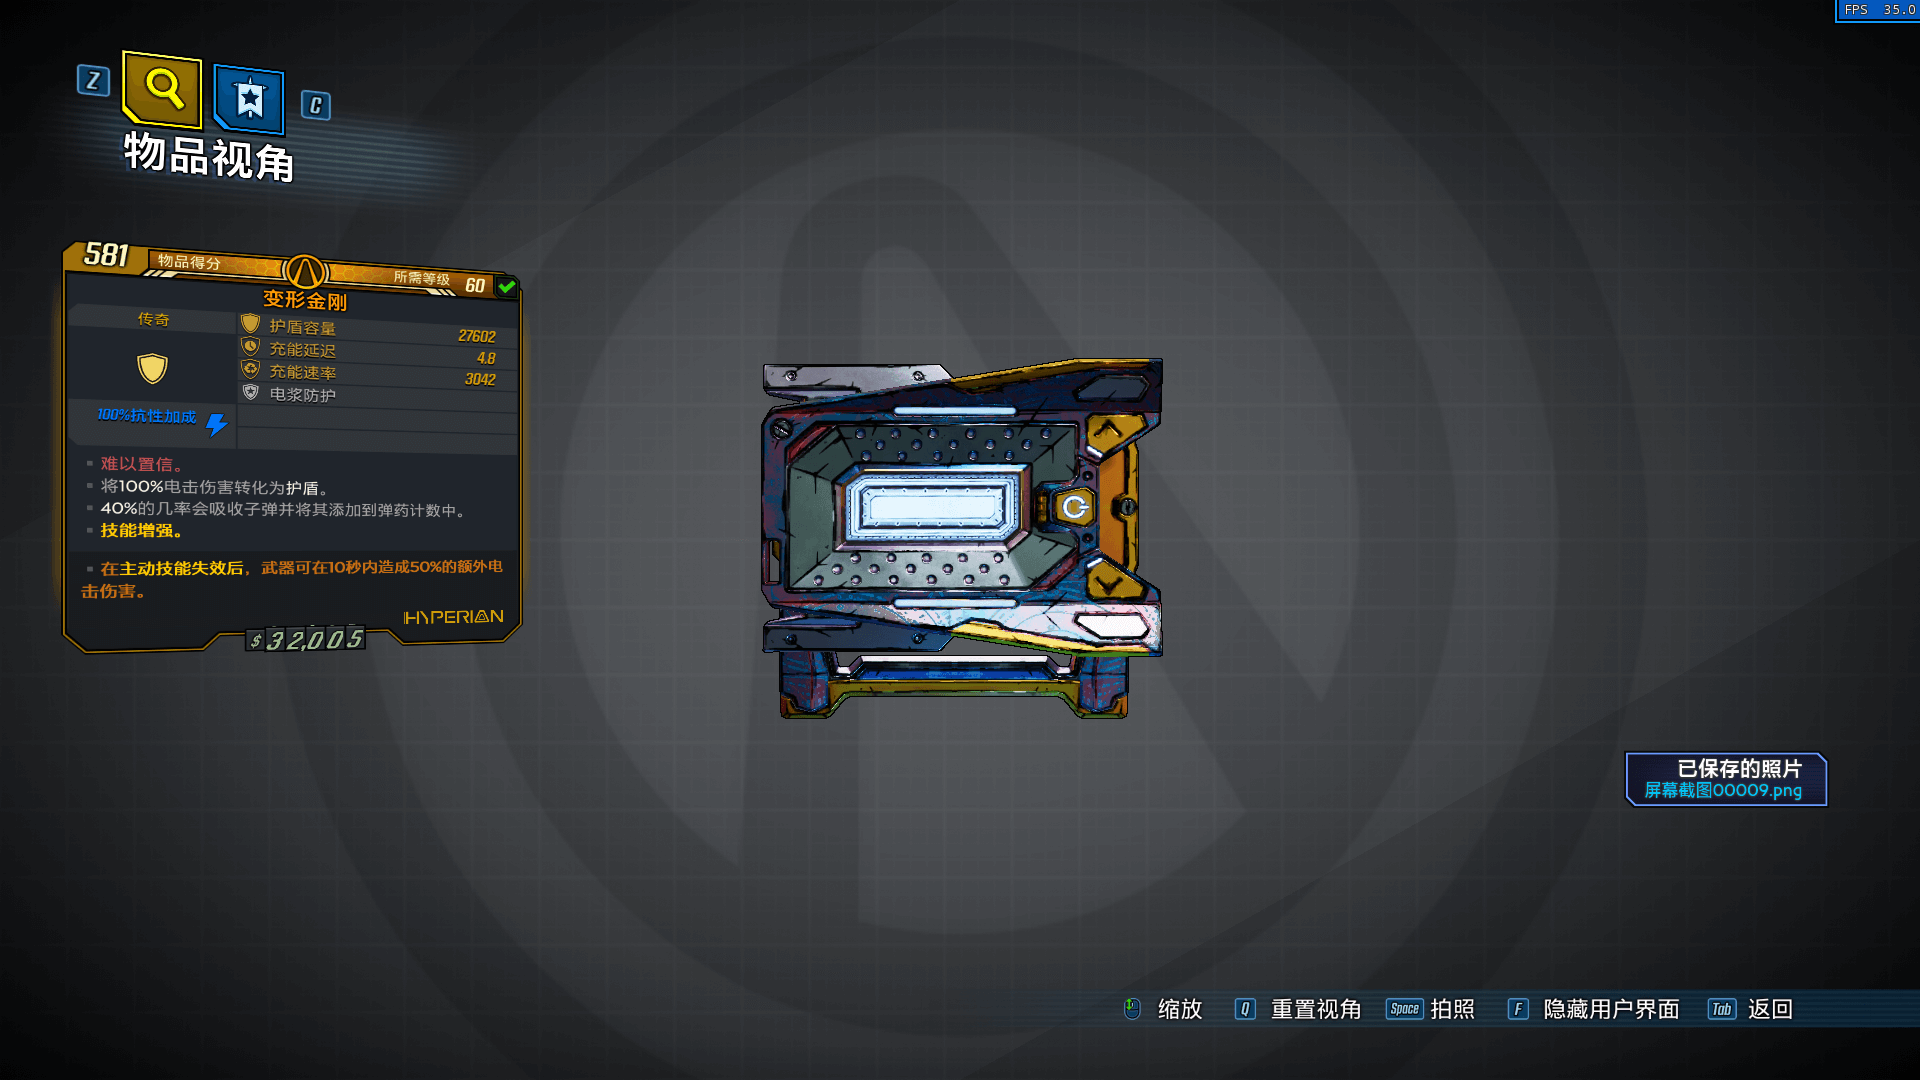 FPS 35.0
Z
C
物品视角
581 物品得分 所需等级 60
变形金刚
传奇
护盾容量 27602
充能延迟 4.8
充能速率 3042
电浆防护
100%抗性加成
难以置信。
将100%电击伤害转化为护盾。
40%的几率会吸收子弹并将其添加到弹药计数中。
技能增强。
在主动技能失效后，武器可在10秒内造成50%的额外电
击伤害。
HYPERIAN
$ 32,005
已保存的照片
屏幕截图00009.png
缩放 Q 重置视角 Space 拍照 F 隐藏用户界面 Tab 返回